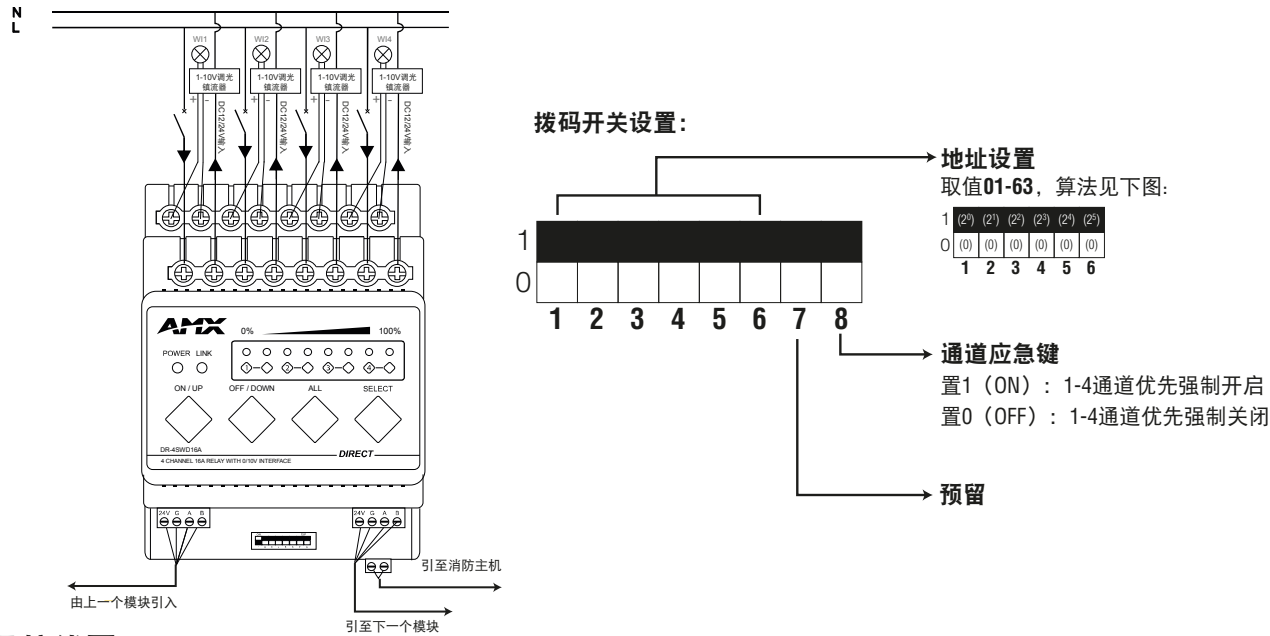 N
L
WI1 WI2 WI3 WI4
1-10V调光镇流器 1-10V调光镇流器 1-10V调光镇流器 1-10V调光镇流器
+ - + - + - + -
DC12/24V输入 DC12/24V输入 DC12/24V输入 DC12/24V输入
AMX
0% 100%
POWER LINK
1 2 3 4
ON / UP OFF / DOWN ALL SELECT
DR-4SWD16A
DIRECT
4 CHANNEL 16A RELAY WITH 0/10V INTERFACE
24V G A B 24V G A B
引至消防主机
由上一个模块引入
引至下一个模块
拨码开关设置：
1
0
1 2 3 4 5 6 7 8
地址设置
取值01-63，算法见下图：
1 (2⁰) (2¹) (2²) (2³) (2⁴) (2⁵)
0 (0) (0) (0) (0) (0) (0)
1 2 3 4 5 6
通道应急键
置1（ON）：1-4通道优先强制开启
置0（OFF）：1-4通道优先强制关闭
预留